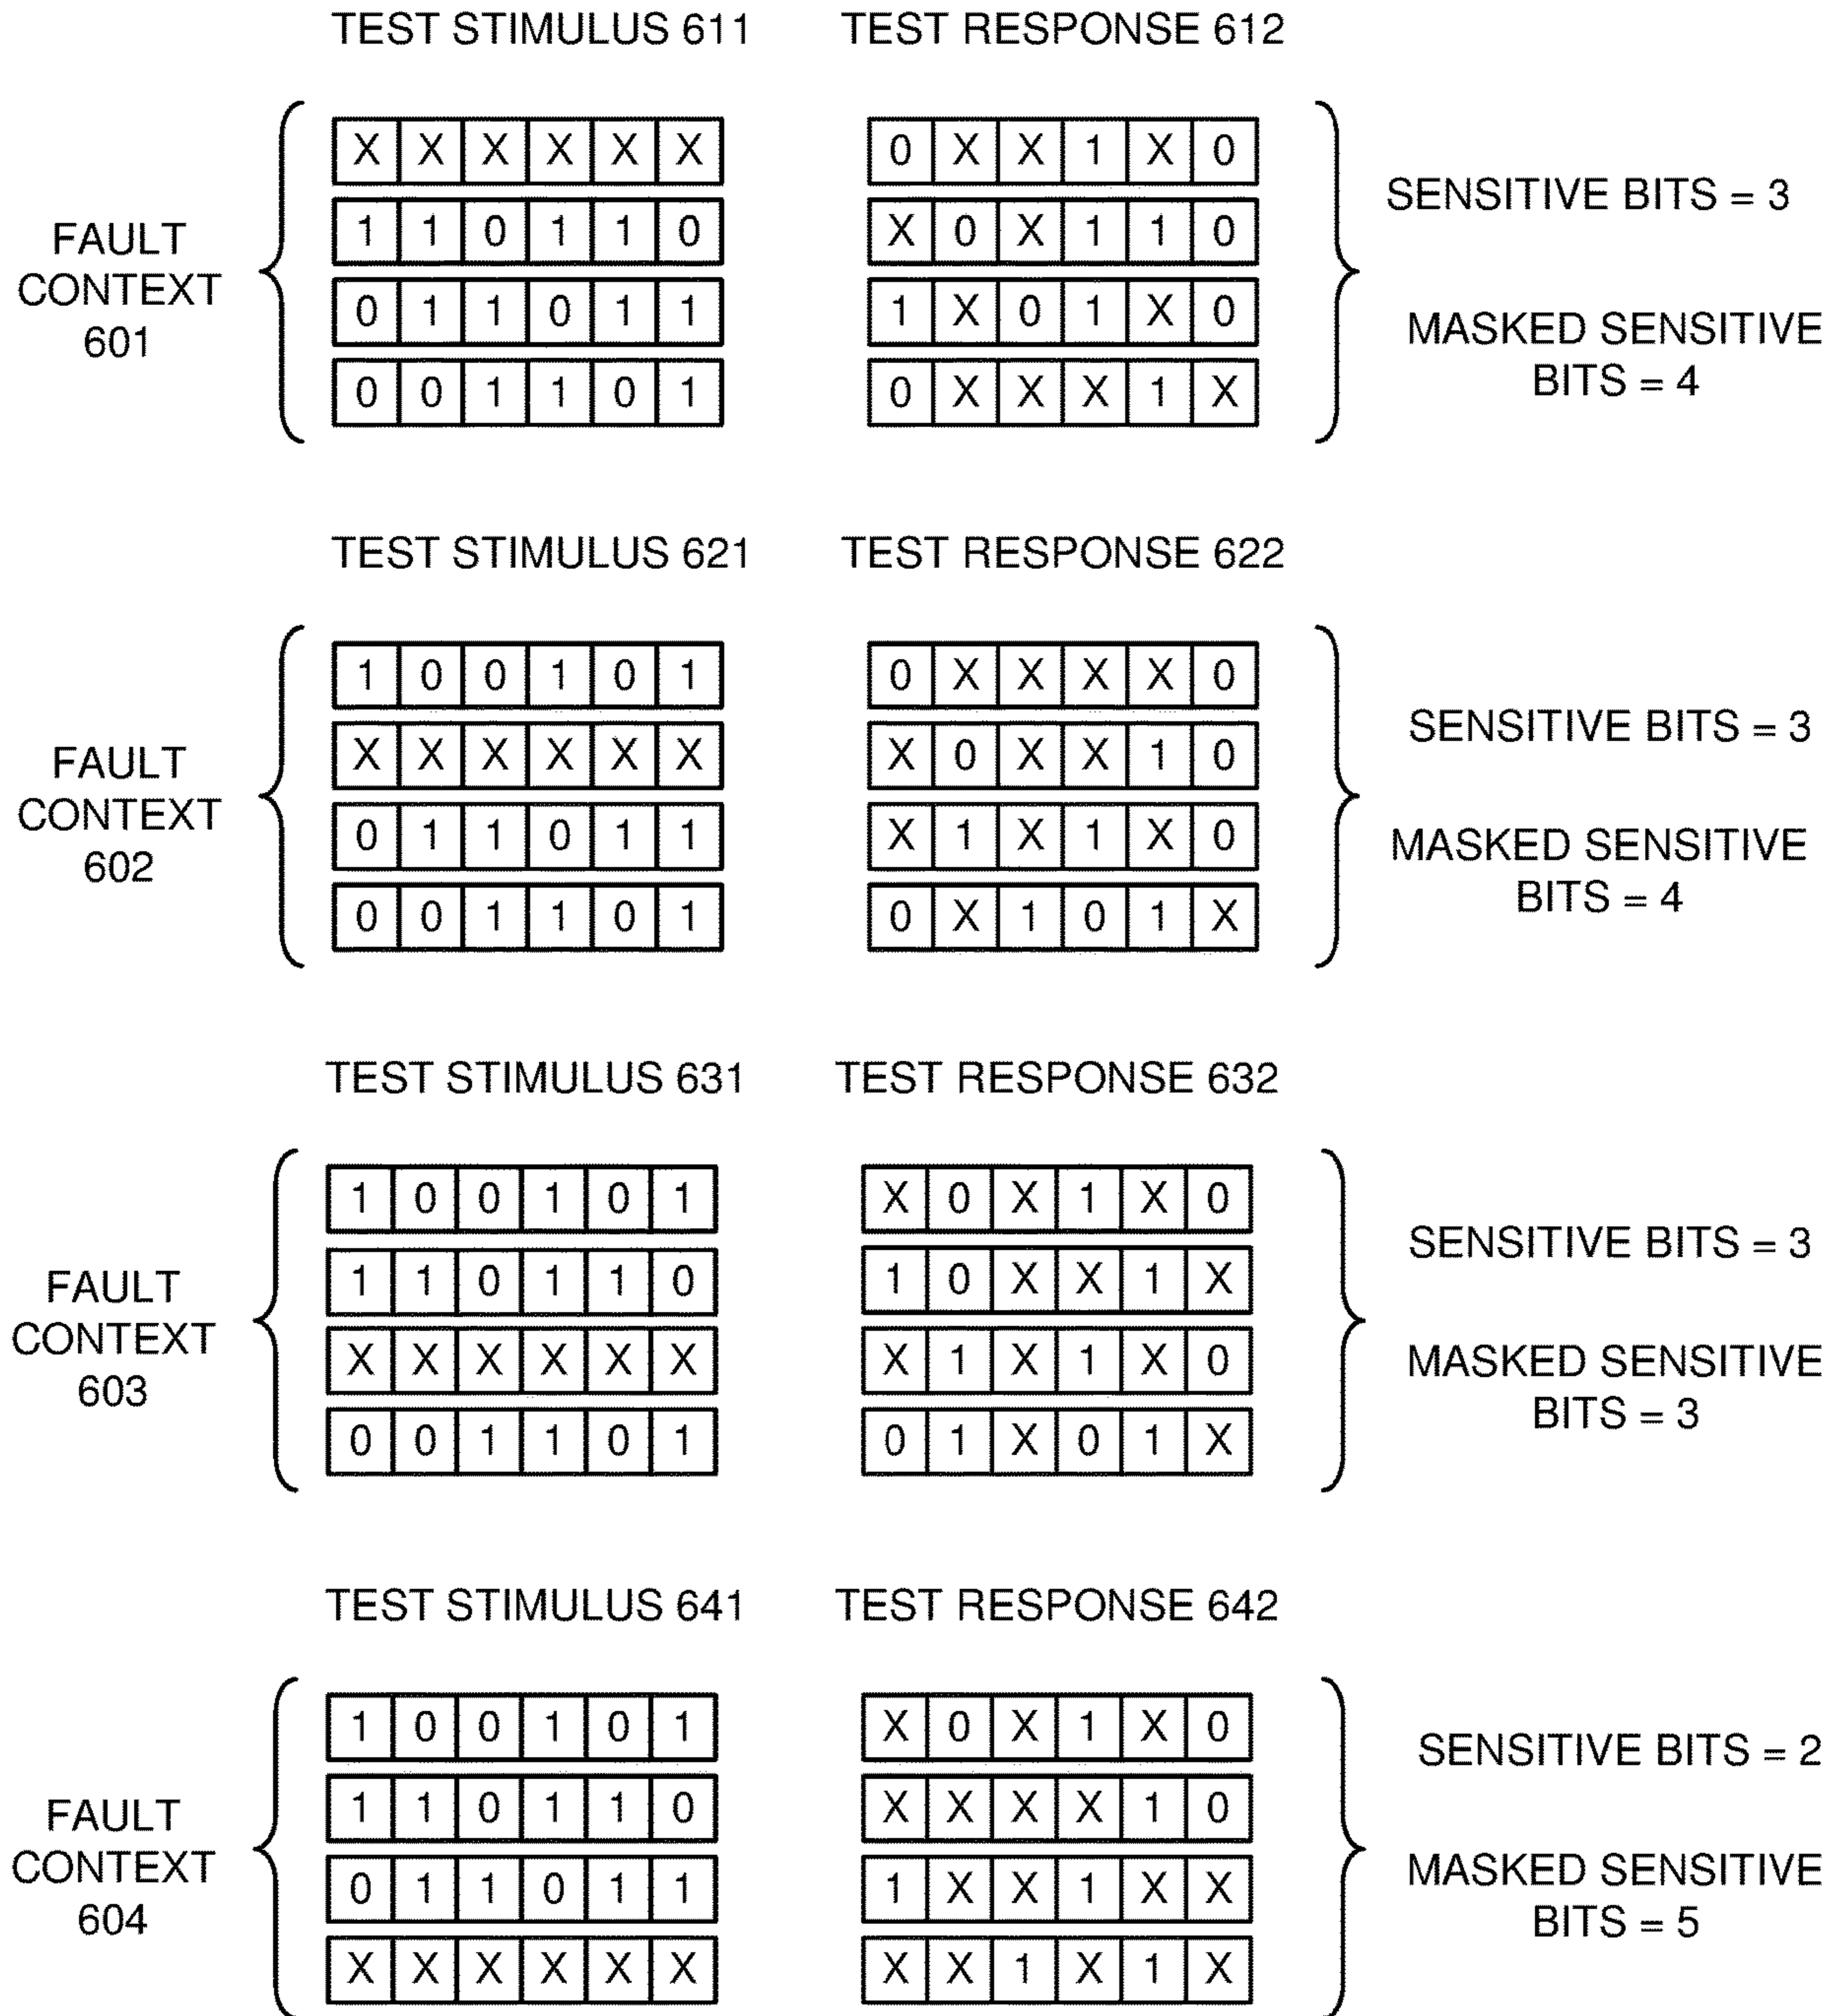 TEST STIMULUS 611 TEST RESPONSE 612
X X X X X X 0 X X 1 X 0
SENSITIVE BITS = 3
1 1 0 1 1 0 X 0 X 1 1 0
FAULT
CONTEXT
601
0 1 1 0 1 1 1 X 0 1 X 0
MASKED SENSITIVE
BITS = 4
0 0 1 1 0 1 0 X X X 1 X
TEST STIMULUS 621 TEST RESPONSE 622
1 0 0 1 0 1 0 X X X X 0
SENSITIVE BITS = 3
X X X X X X X 0 X X 1 0
FAULT
CONTEXT
602
0 1 1 0 1 1 X 1 X 1 X 0
MASKED SENSITIVE
BITS = 4
0 0 1 1 0 1 0 X 1 0 1 X
TEST STIMULUS 631 TEST RESPONSE 632
1 0 0 1 0 1 X 0 X 1 X 0
SENSITIVE BITS = 3
1 1 0 1 1 0 1 0 X X 1 X
FAULT
CONTEXT
603
X X X X X X X 1 X 1 X 0
MASKED SENSITIVE
BITS = 3
0 0 1 1 0 1 0 1 X 0 1 X
TEST STIMULUS 641 TEST RESPONSE 642
1 0 0 1 0 1 X 0 X 1 X 0
SENSITIVE BITS = 2
1 1 0 1 1 0 X X X X 1 0
FAULT
CONTEXT
604
0 1 1 0 1 1 1 X X 1 X X
MASKED SENSITIVE
BITS = 5
X X X X X X X X 1 X 1 X